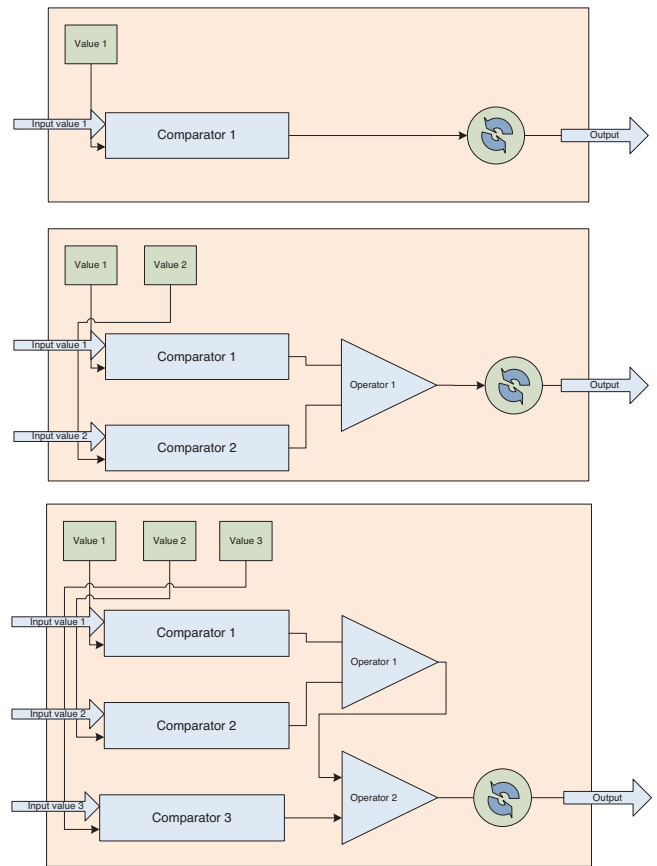 Value 1
Input value 1
Comparator 1
Output
Value 1
Value 2
Input value 1
Comparator 1
Operator 1
Output
Input value 2
Comparator 2
Value 1
Value 2
Value 3
Input value 1
Comparator 1
Operator 1
Input value 2
Comparator 2
Input value 3
Comparator 3
Operator 2
Output